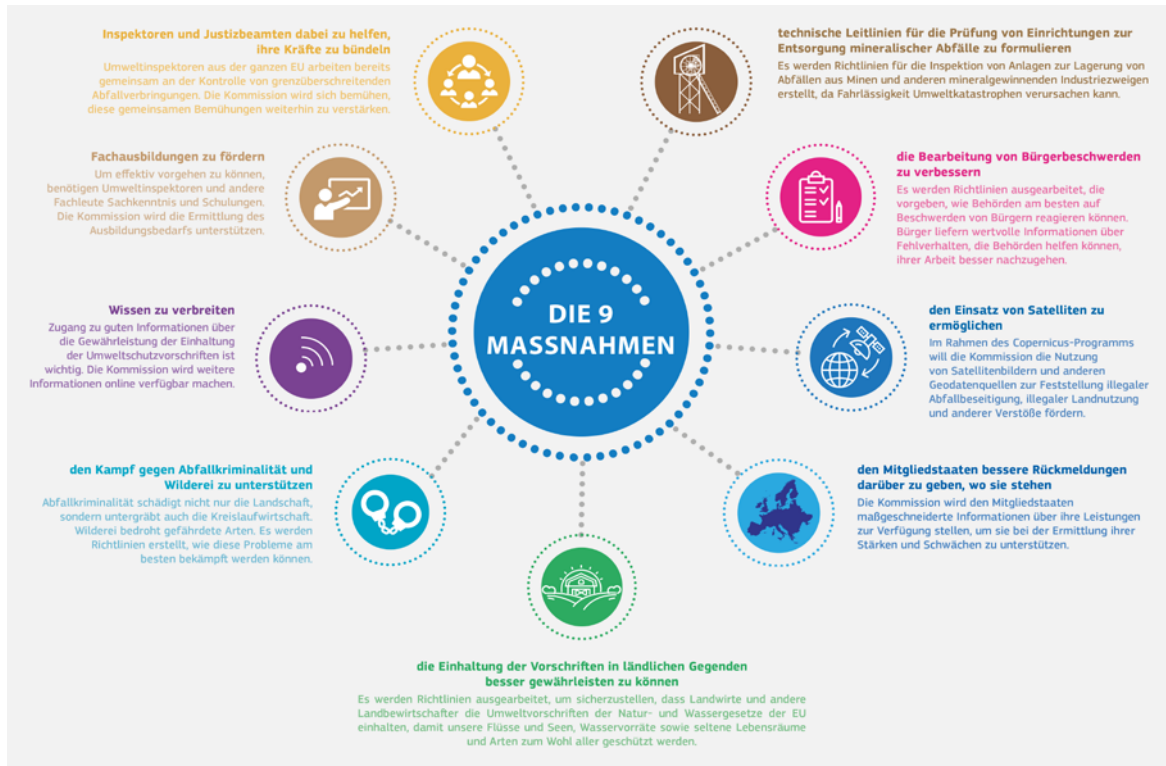 Inspektoren und Justizbeamten dabei zu helfen,
ihre Kräfte zu bündeln
Umweltinspektoren aus der ganzen EU arbeiten bereits
gemeinsam an der Kontrolle von grenzüberschreitenden
Abfallverbringungen. Die Kommission wird sich bemühen,
diese gemeinsamen Bemühungen weiterhin zu verstärken.
technische Leitlinien für die Prüfung von Einrichtungen zur
Entsorgung mineralischer Abfälle zu formulieren
Es werden Richtlinien für die Inspektion von Anlagen zur Lagerung von
Abfällen aus Minen und anderen mineralgewinnenden Industriezweigen
erstellt, da Fahrlässigkeit Umweltkatastrophen verursachen kann.
Fachausbildungen zu fördern
Um effektiv vorgehen zu können,
benötigen Umweltinspektoren und andere
Fachleute Sachkenntnis und Schulungen.
Die Kommission wird die Ermittlung des
Ausbildungsbedarfs unterstützen.
die Bearbeitung von Bürgerbeschwerden
zu verbessern
Es werden Richtlinien ausgearbeitet, die
vorgeben, wie Behörden am besten auf
Beschwerden von Bürgern reagieren können.
Bürger liefern wertvolle Informationen über
Fehlverhalten, die Behörden helfen können,
ihrer Arbeit besser nachzugehen.
DIE 9
MASSNAHMEN
Wissen zu verbreiten
Zugang zu guten Informationen über
die Gewährleistung der Einhaltung
der Umweltschutzvorschriften ist
wichtig. Die Kommission wird weitere
Informationen online verfügbar machen.
den Einsatz von Satelliten zu
ermöglichen
Im Rahmen des Copernicus-Programms
will die Kommission die Nutzung
von Satellitenbildern und anderen
Geodatenquellen zur Feststellung illegaler
Abfallbeseitigung, illegaler Landnutzung
und anderer Verstöße fördern.
den Kampf gegen Abfallkriminalität und
Wilderei zu unterstützen
Abfallkriminalität schädigt nicht nur die Landschaft,
sondern untergräbt auch die Kreislaufwirtschaft.
Wilderei bedroht gefährdete Arten. Es werden
Richtlinien erstellt, wie diese Probleme am
besten bekämpft werden können.
den Mitgliedstaaten bessere Rückmeldungen
darüber zu geben, wo sie stehen
Die Kommission wird den Mitgliedstaaten
maßgeschneiderte Informationen über ihre Leistungen
zur Verfügung stellen, um sie bei der Ermittlung ihrer
Stärken und Schwächen zu unterstützen.
die Einhaltung der Vorschriften in ländlichen Gegenden
besser gewährleisten zu können
Es werden Richtlinien ausgearbeitet, um sicherzustellen, dass Landwirte und andere
Landbewirtschafter die Umweltvorschriften der Natur- und Wassergesetze der EU
einhalten, damit unsere Flüsse und Seen, Wasservorräte sowie seltene Lebensräume
und Arten zum Wohl aller geschützt werden.